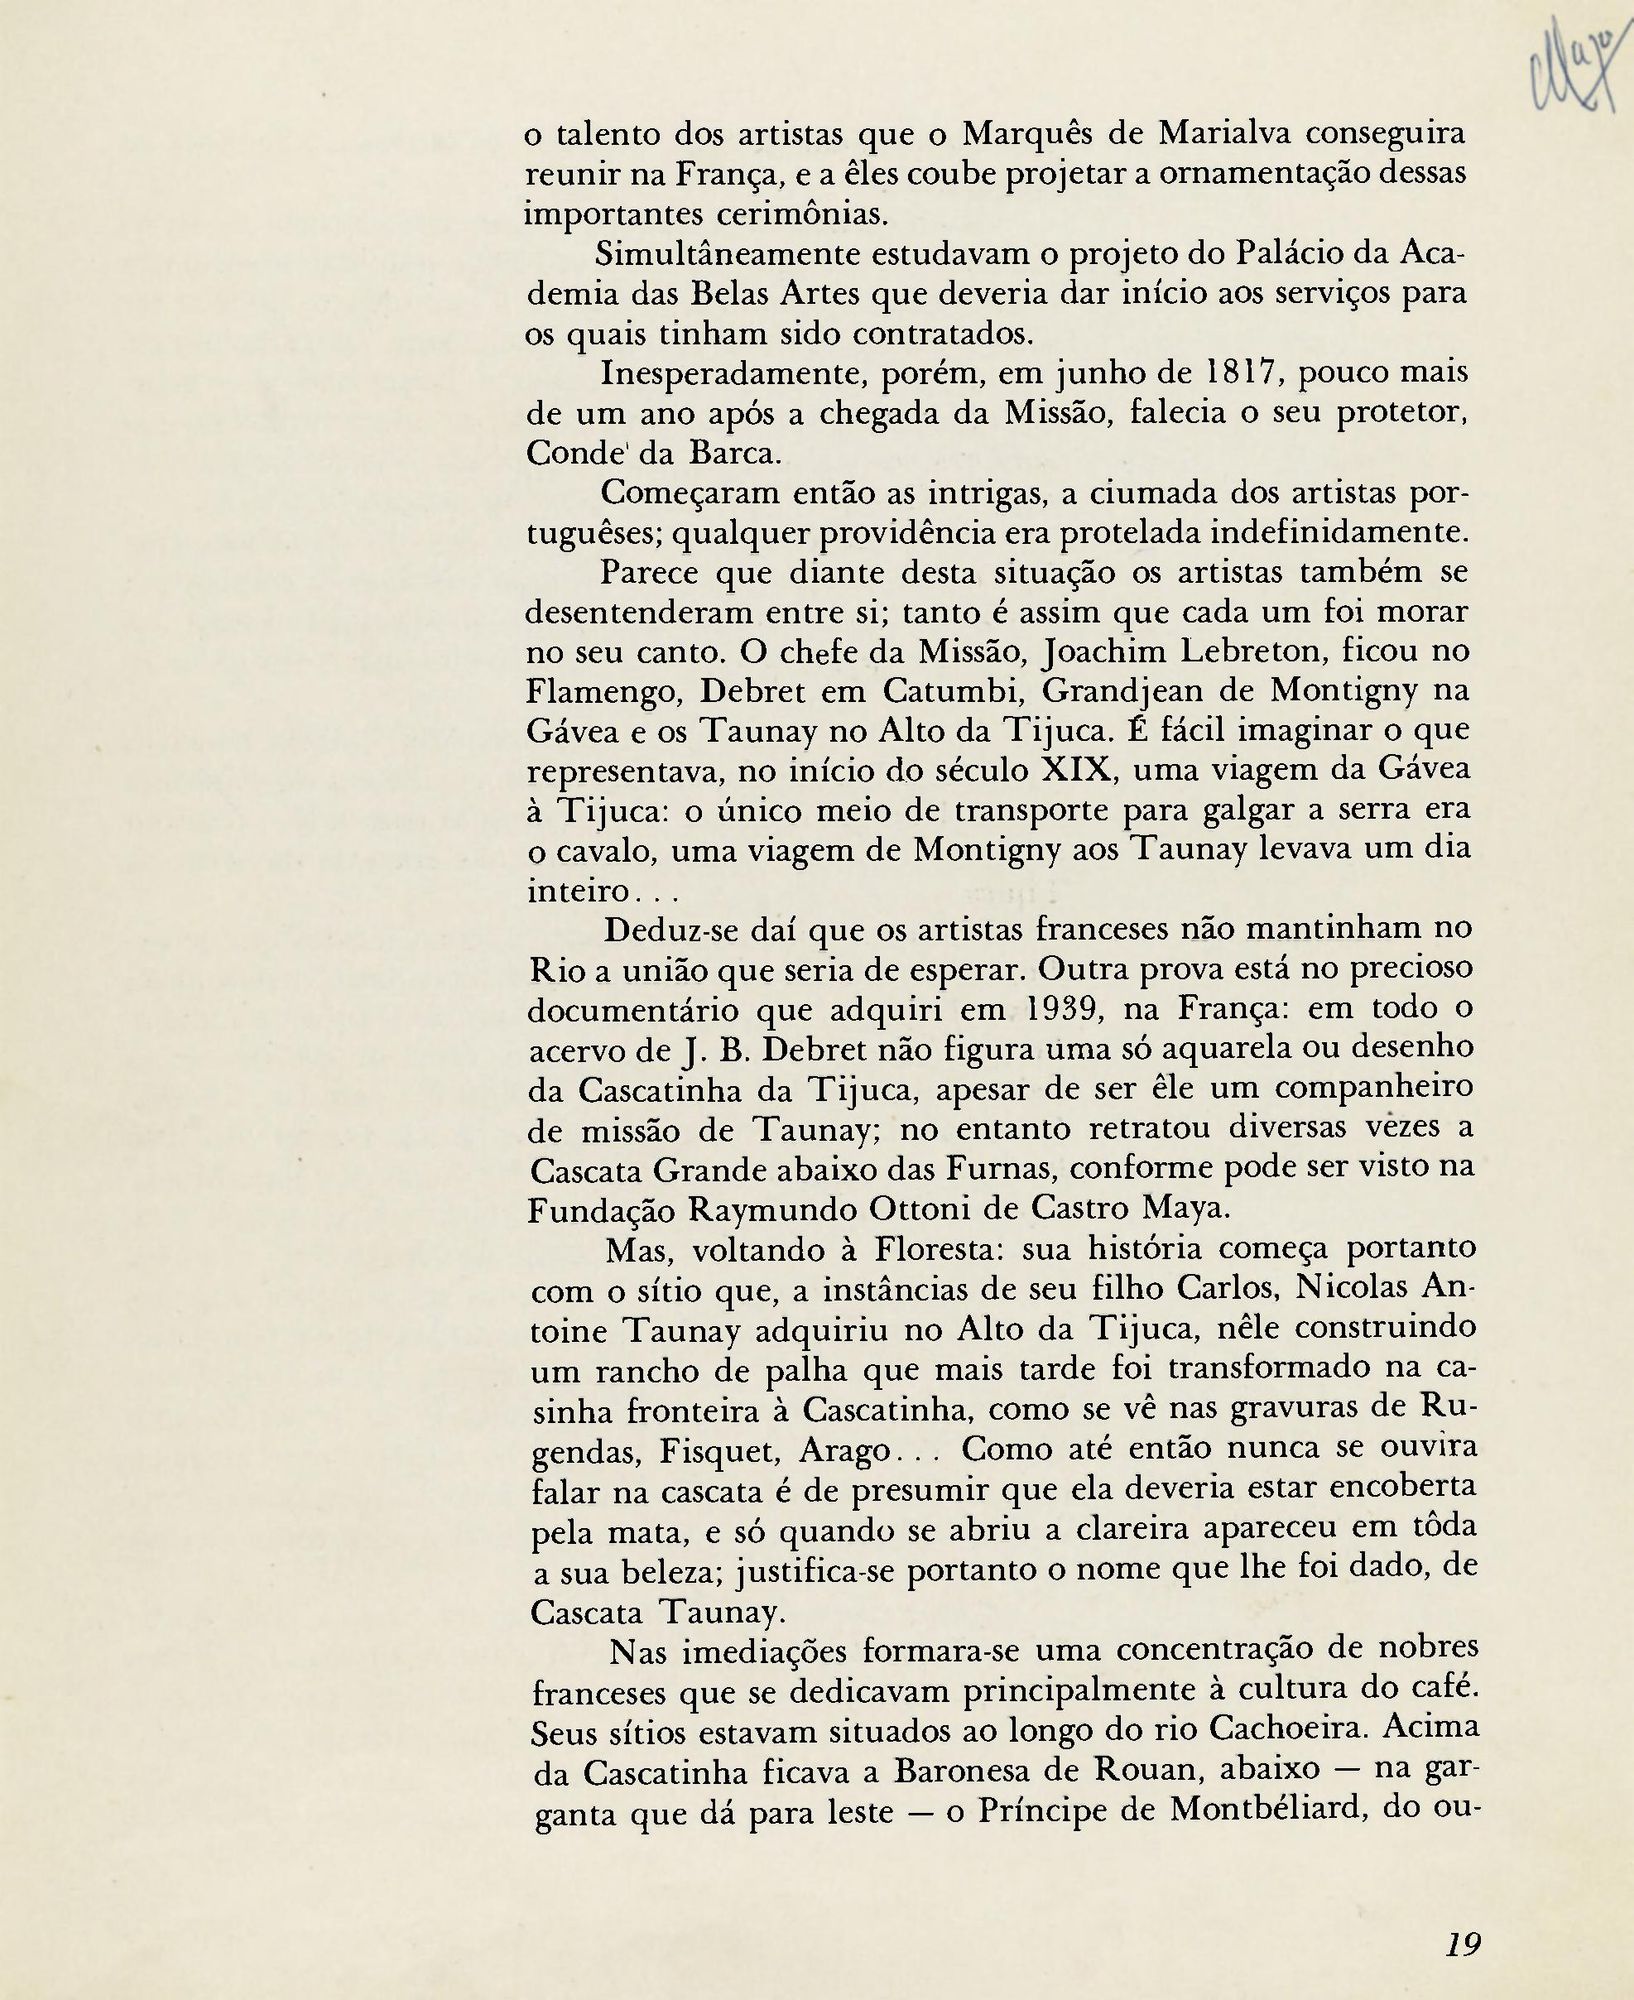 o talento dos artistas que o Marquês de Marialva conseguira
reunir na França, e a êles coube projetar a ornamentação dessas
importantes cerimônias.
Simultâneamente estudavam o projeto do Palácio da Aca-
demia das Belas Artes que deveria dar início aos serviços para
os quais tinham sido contratados.
Inesperadamente, porém, em junho de 1817, pouco mais
de um ano após a chegada da Missão, falecia o seu protetor,
Conde' da Barca.
Começaram então as intrigas, a ciumada dos artistas por-
tuguêses; qualquer providência era protelada indefinidamente.
Parece que diante desta situação os artistas também se
desentenderam entre si; tanto é assim que cada um foi morar
no seu canto. O chefe da Missão, Joachim Lebreton, ficou no
Flamengo, Debret em Catumbi, Grandjean de Montigny na
Gávea e os Taunay no Alto da Tijuca. É fácil imaginar o que
representava, no início do século XIX, uma viagem da Gávea
à Tijuca: o único meio de transporte para galgar a serra era
o cavalo, uma viagem de Montigny aos Taunay levava um dia
inteiro. . .
Deduz-se daí que os artistas franceses não mantinham no
Rio a união que seria de esperar. Outra prova está no precioso
documentário que adquiri em 1939, na França: em todo o
acervo de J. B. Debret não figura uma só aquarela ou desenho
da Cascatinha da Tijuca, apesar de ser êle um companheiro
de missão de Taunay; no entanto retratou diversas vêzes a
Cascata Grande abaixo das Furnas, conforme pode ser visto na
Fundação Raymundo Ottoni de Castro Maya.
Mas, voltando à Floresta: sua história começa portanto
com o sítio que, a instâncias de seu filho Carlos, Nicolas An-
toine Taunay adquiriu no Alto da Tijuca, nêle construindo
um rancho de palha que mais tarde foi transformado na ca-
sinha fronteira à Cascatinha, como se vê nas gravuras de Ru-
gendas, Fisquet, Arago. . . Como até então nunca se ouvira
falar na cascata é de presumir que ela deveria estar encoberta
pela mata, e só quando se abriu a clareira apareceu em tôda
a sua beleza; justifica-se portanto o nome que lhe foi dado, de
Cascata Taunay.
Nas imediações formara-se uma concentração de nobres
franceses que se dedicavam principalmente à cultura do café.
Seus sítios estavam situados ao longo do rio Cachoeira. Acima
da Cascatinha ficava a Baronesa de Rouan, abaixo — na gar-
ganta que dá para leste — o Príncipe de Montbéliard, do ou-
19